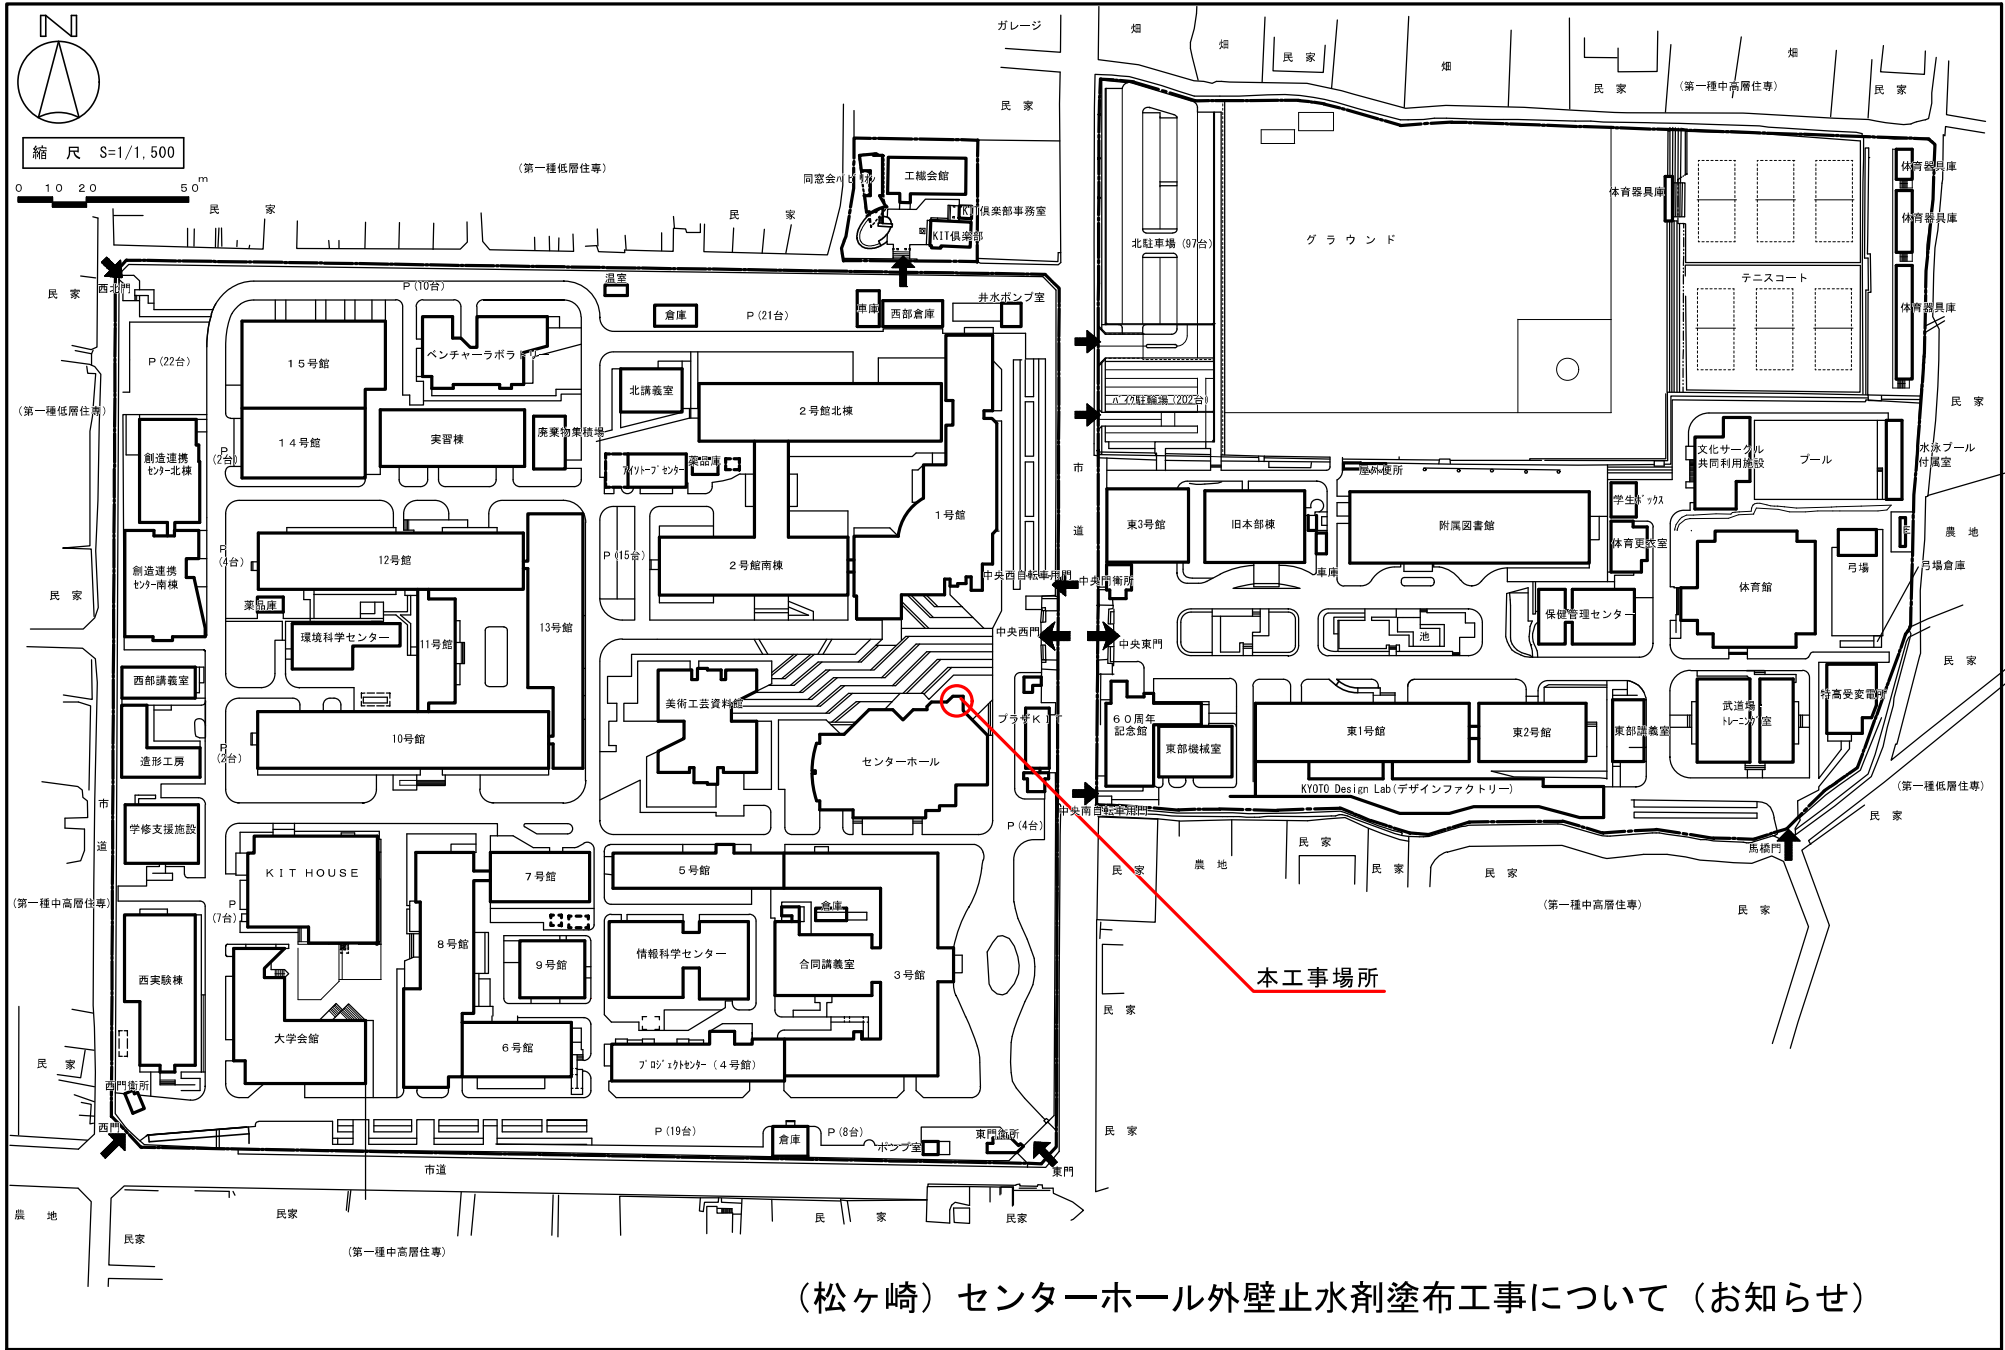 N
縮 尺 S=1/1,500
0 10 20 50m
ガレージ
畑
畑
民 家
畑
民 家
畑
(第一種中高層住専)
民 家
民 家
(第一種低層住専)
同窓会パビリオン
工繊会館
KIT倶楽部事務室
KIT倶楽部
民 家
民 家
北駐車場(97台)
グラウンド
体育器具庫
体育器具庫
体育器具庫
体育器具庫
テニスコート
西北門
民 家
P(10台)
温室
倉庫
P(21台)
車庫
西部倉庫
井水ポンプ室
P(22台)
15号館
ベンチャーラボラトリー
北講義室
2号館北棟
バイク駐輪場(202台)
(第一種低層住専)
民 家
創造連携
センター北棟
P
(2台)
14号館
実習棟
廃棄物集積場
アイソトープセンター
薬品庫
1号館
市
道
屋外便所
文化サークル
共同利用施設
プール
水泳プール
付属室
東3号館
旧本部棟
附属図書館
学生ボックス
体育更衣室
車庫
農 地
創造連携
センター南棟
P
(4台)
12号館
P(15台)
2号館南棟
中央西自転車用門
中央門衛所
体育館
弓場
弓場倉庫
民 家
薬品庫
環境科学センター
11号館
13号館
中央西門
中央東門
池
保健管理センター
民 家
西部講義室
美術工芸資料館
プラザKIT
60周年
記念館
東部機械室
東1号館
東2号館
東部講義室
武道場
トレーニング室
特高受変電所
造形工房
P
(2台)
10号館
センターホール
KYOTO Design Lab(デザインファクトリー)
(第一種低層住専)
民 家
市
道
学修支援施設
中央南自転車用門
P(4台)
馬橋門
KIT HOUSE
7号館
5号館
民 家
農 地
民 家
民 家
民 家
(第一種中高層住専)
民 家
(第一種中高層住専)
P
(7台)
8号館
9号館
情報科学センター
倉庫
合同講義室
3号館
西実験棟
本工事場所
民 家
大学会館
6号館
プロジェクトセンター(4号館)
民 家
西門衛所
西門
P(19台)
倉庫
P(8台)
ポンプ室
東門衛所
東門
民 家
市道
農 地
民家
民家
民 家
民家
(第一種中高層住専)
(松ヶ崎)センターホール外壁止水剤塗布工事について(お知らせ)